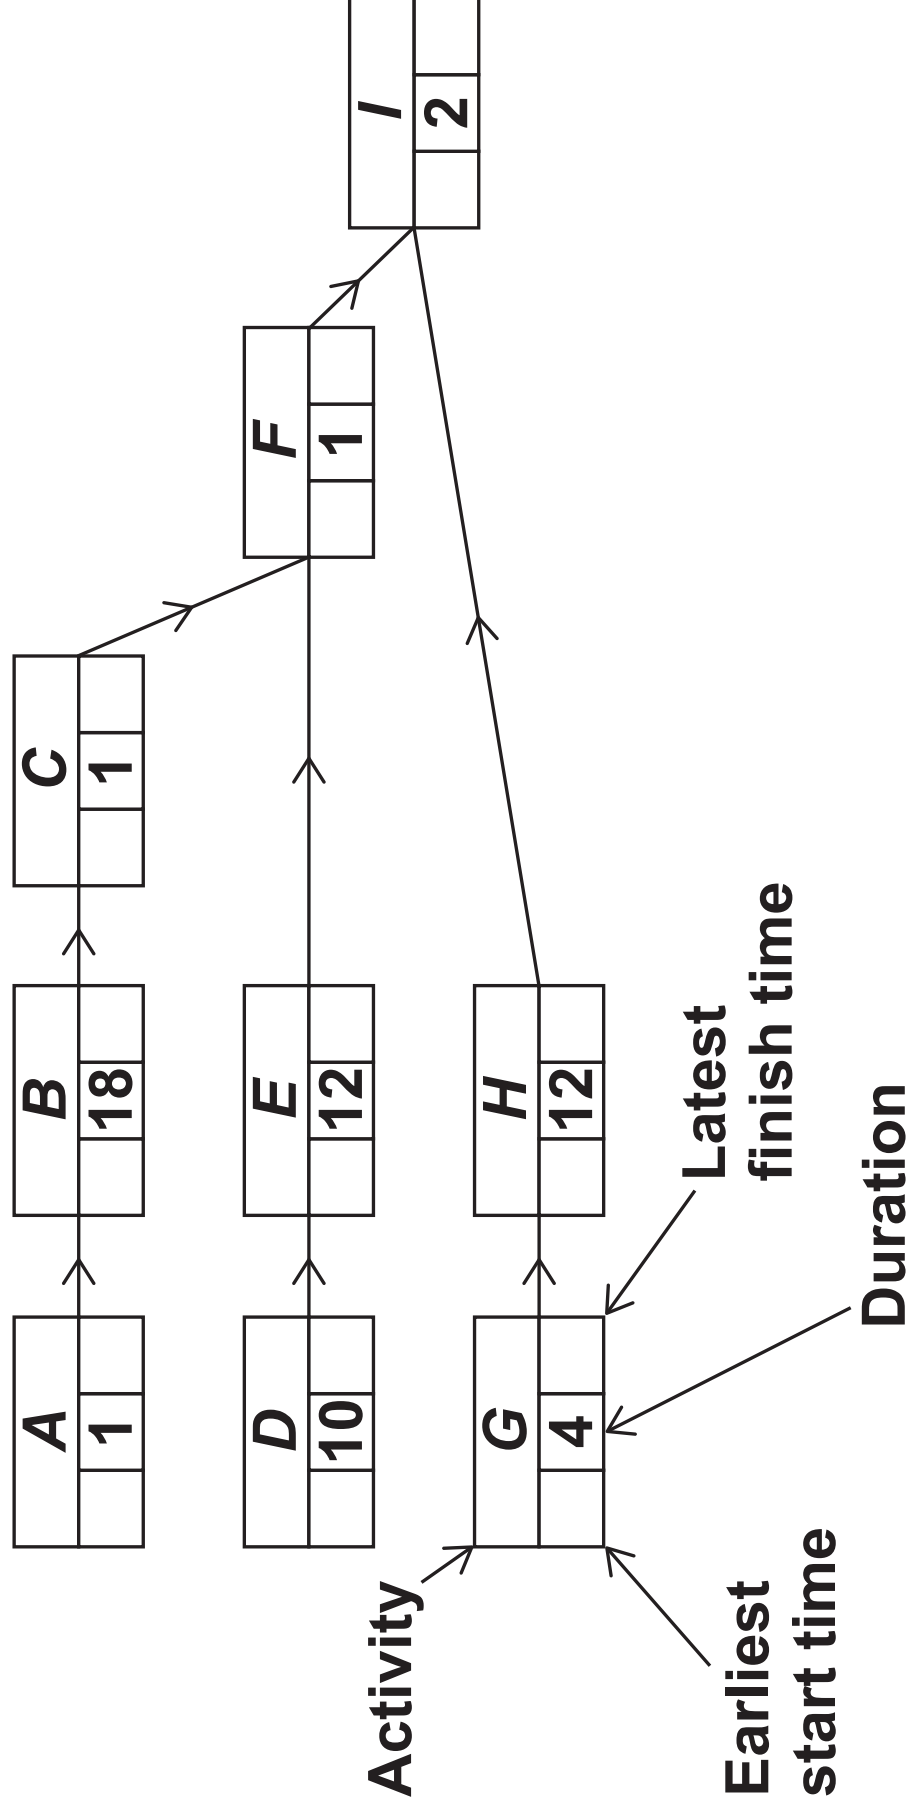 A
1
B
18
C
1
D
10
E
12
F
1
G
4
H
12
I
2
Activity
Earliest
start time
Duration
Latest
finish time